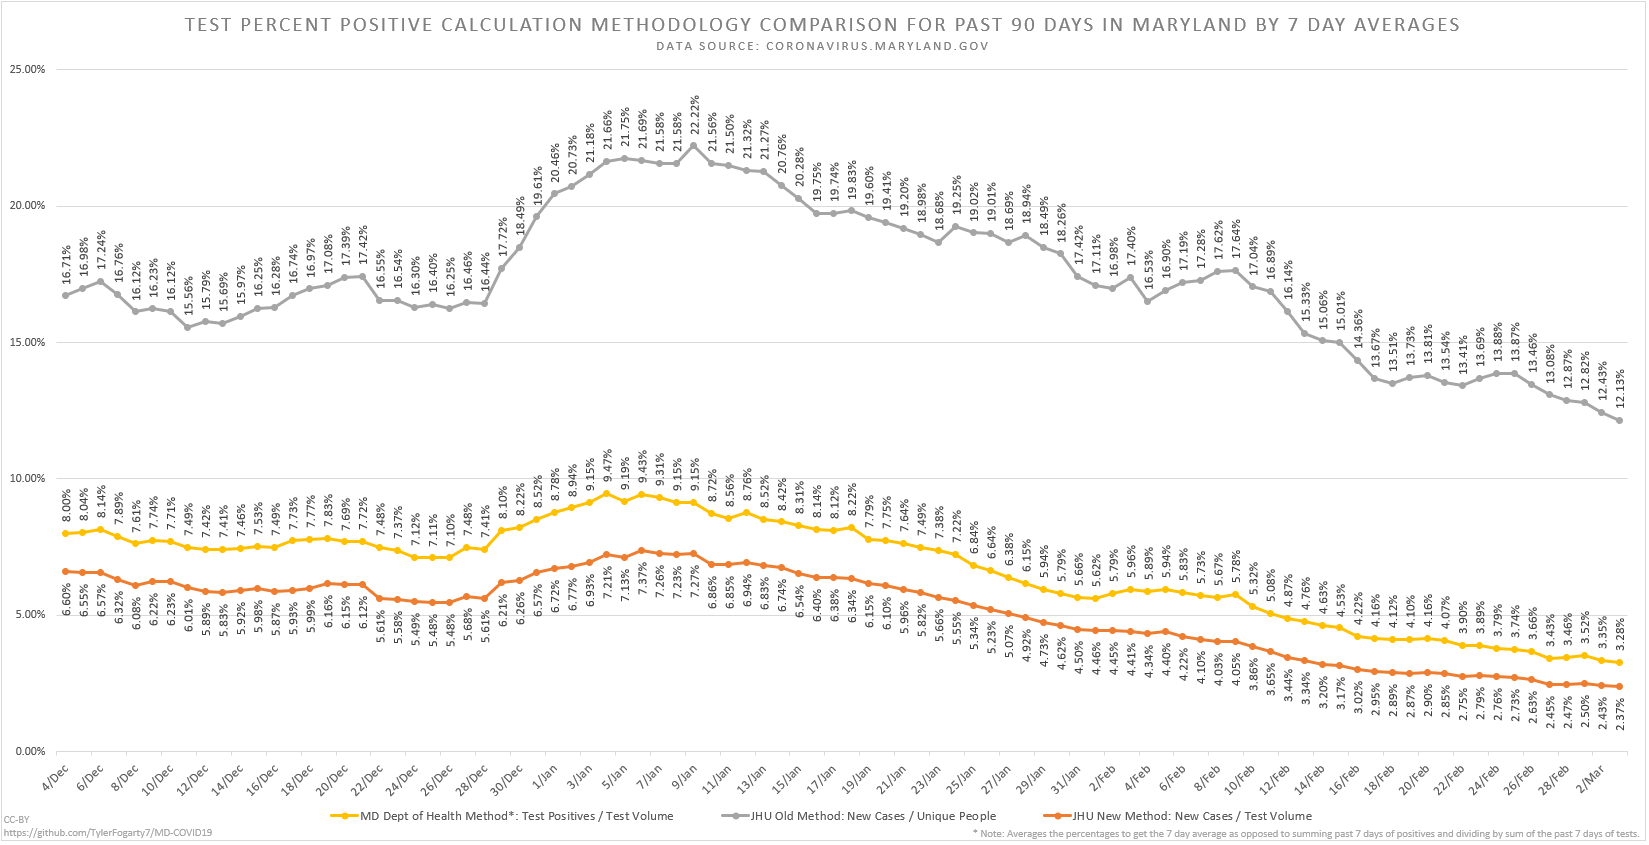 TEST PERCENT POSITIVE CALCULATION METHODOLOGY COMPARISON FOR PAST 90 DAYS IN MARYLAND BY 7 DAY AVERAGES
DATA SOURCE: CORONAVIRUS.MARYLAND.GOV
25.00%
20.00%
15.00%
10.00%
5.00%
0.00%
16.71% 16.98% 17.24% 16.76% 16.12% 16.23% 16.12% 15.56% 15.79% 15.69% 15.97% 16.25% 16.28% 16.74% 16.97% 17.08% 17.39% 17.42% 16.55% 16.54% 16.30% 16.40% 16.25% 16.46% 16.44% 17.72% 18.49% 19.61% 20.46% 20.73% 21.18% 21.66% 21.75% 21.69% 21.58% 21.58% 22.22% 21.56% 21.50% 21.32% 21.27% 20.76% 20.28% 19.75% 19.74% 19.83% 19.60% 19.41% 19.20% 18.98% 18.68% 19.25% 19.02% 19.01% 18.69% 18.94% 18.49% 18.26% 17.42% 17.11% 16.98% 17.40% 16.53% 16.90% 17.19% 17.28% 17.62% 17.64% 17.04% 16.89% 16.14% 15.33% 15.06% 15.01% 14.36% 13.67% 13.51% 13.73% 13.81% 13.54% 13.41% 13.69% 13.88% 13.87% 13.46% 13.08% 12.87% 12.82% 12.43% 12.13%
8.00% 8.04% 8.14% 7.89% 7.61% 7.74% 7.71% 7.49% 7.42% 7.41% 7.46% 7.53% 7.49% 7.73% 7.77% 7.83% 7.69% 7.72% 7.48% 7.37% 7.12% 7.11% 7.10% 7.48% 7.41% 8.10% 8.22% 8.52% 8.78% 8.94% 9.15% 9.47% 9.19% 9.43% 9.31% 9.15% 9.15% 8.72% 8.56% 8.76% 8.52% 8.42% 8.31% 8.14% 8.12% 8.22% 7.79% 7.75% 7.64% 7.49% 7.38% 7.22% 6.84% 6.64% 6.38% 6.15% 5.94% 5.79% 5.66% 5.62% 5.79% 5.96% 5.89% 5.94% 5.83% 5.73% 5.67% 5.78% 5.32% 5.08% 4.87% 4.76% 4.63% 4.53% 4.22% 4.16% 4.12% 4.10% 4.16% 4.07% 3.90% 3.89% 3.79% 3.74% 3.66% 3.43% 3.46% 3.52% 3.35% 3.28%
6.60% 6.55% 6.57% 6.32% 6.08% 6.22% 6.23% 6.01% 5.89% 5.83% 5.92% 5.98% 5.87% 5.93% 5.99% 6.16% 6.15% 6.12% 5.61% 5.58% 5.49% 5.48% 5.48% 5.68% 5.61% 6.21% 6.26% 6.57% 6.72% 6.77% 6.93% 7.21% 7.13% 7.37% 7.26% 7.23% 7.27% 6.86% 6.85% 6.94% 6.83% 6.74% 6.54% 6.40% 6.38% 6.34% 6.15% 6.10% 5.96% 5.82% 5.66% 5.55% 5.34% 5.23% 5.07% 4.92% 4.73% 4.62% 4.50% 4.46% 4.45% 4.41% 4.34% 4.40% 4.22% 4.10% 4.03% 4.05% 3.86% 3.65% 3.44% 3.34% 3.20% 3.17% 3.02% 2.95% 2.89% 2.87% 2.90% 2.85% 2.75% 2.79% 2.76% 2.73% 2.63% 2.45% 2.47% 2.50% 2.43% 2.37%
4/Dec 6/Dec 8/Dec 10/Dec 12/Dec 14/Dec 16/Dec 18/Dec 20/Dec 22/Dec 24/Dec 26/Dec 28/Dec 30/Dec 1/Jan 3/Jan 5/Jan 7/Jan 9/Jan 11/Jan 13/Jan 15/Jan 17/Jan 19/Jan 21/Jan 23/Jan 25/Jan 27/Jan 29/Jan 31/Jan 2/Feb 4/Feb 6/Feb 8/Feb 10/Feb 12/Feb 14/Feb 16/Feb 18/Feb 20/Feb 22/Feb 24/Feb 26/Feb 28/Feb 2/Mar
MD Dept of Health Method*: Test Positives / Test Volume
JHU Old Method: New Cases / Unique People
JHU New Method: New Cases / Test Volume
CC-BY
https://github.com/TylerFogarty7/MD-COVID19
* Note: Averages the percentages to get the 7 day average as opposed to summing past 7 days of positives and dividing by sum of the past 7 days of tests.